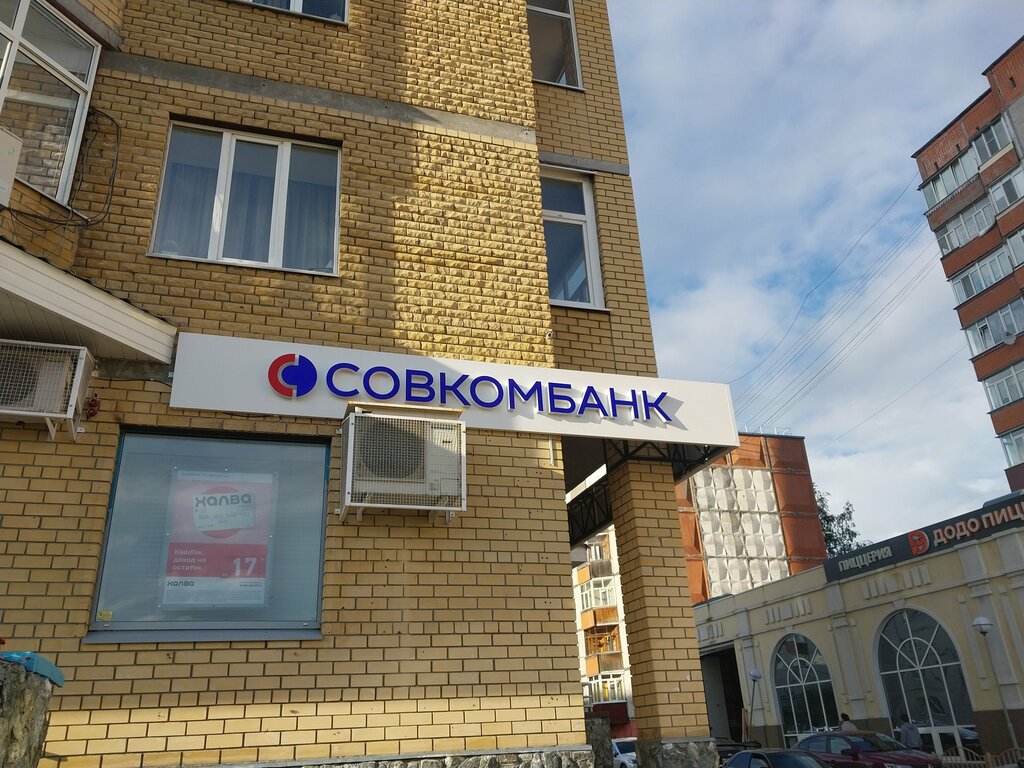 СОВКОМБАНК
халва
Кэшбэк,
доход на
остаток
17
халва
ПИЦЦЕРИЯ
ДОДО ПИЦ